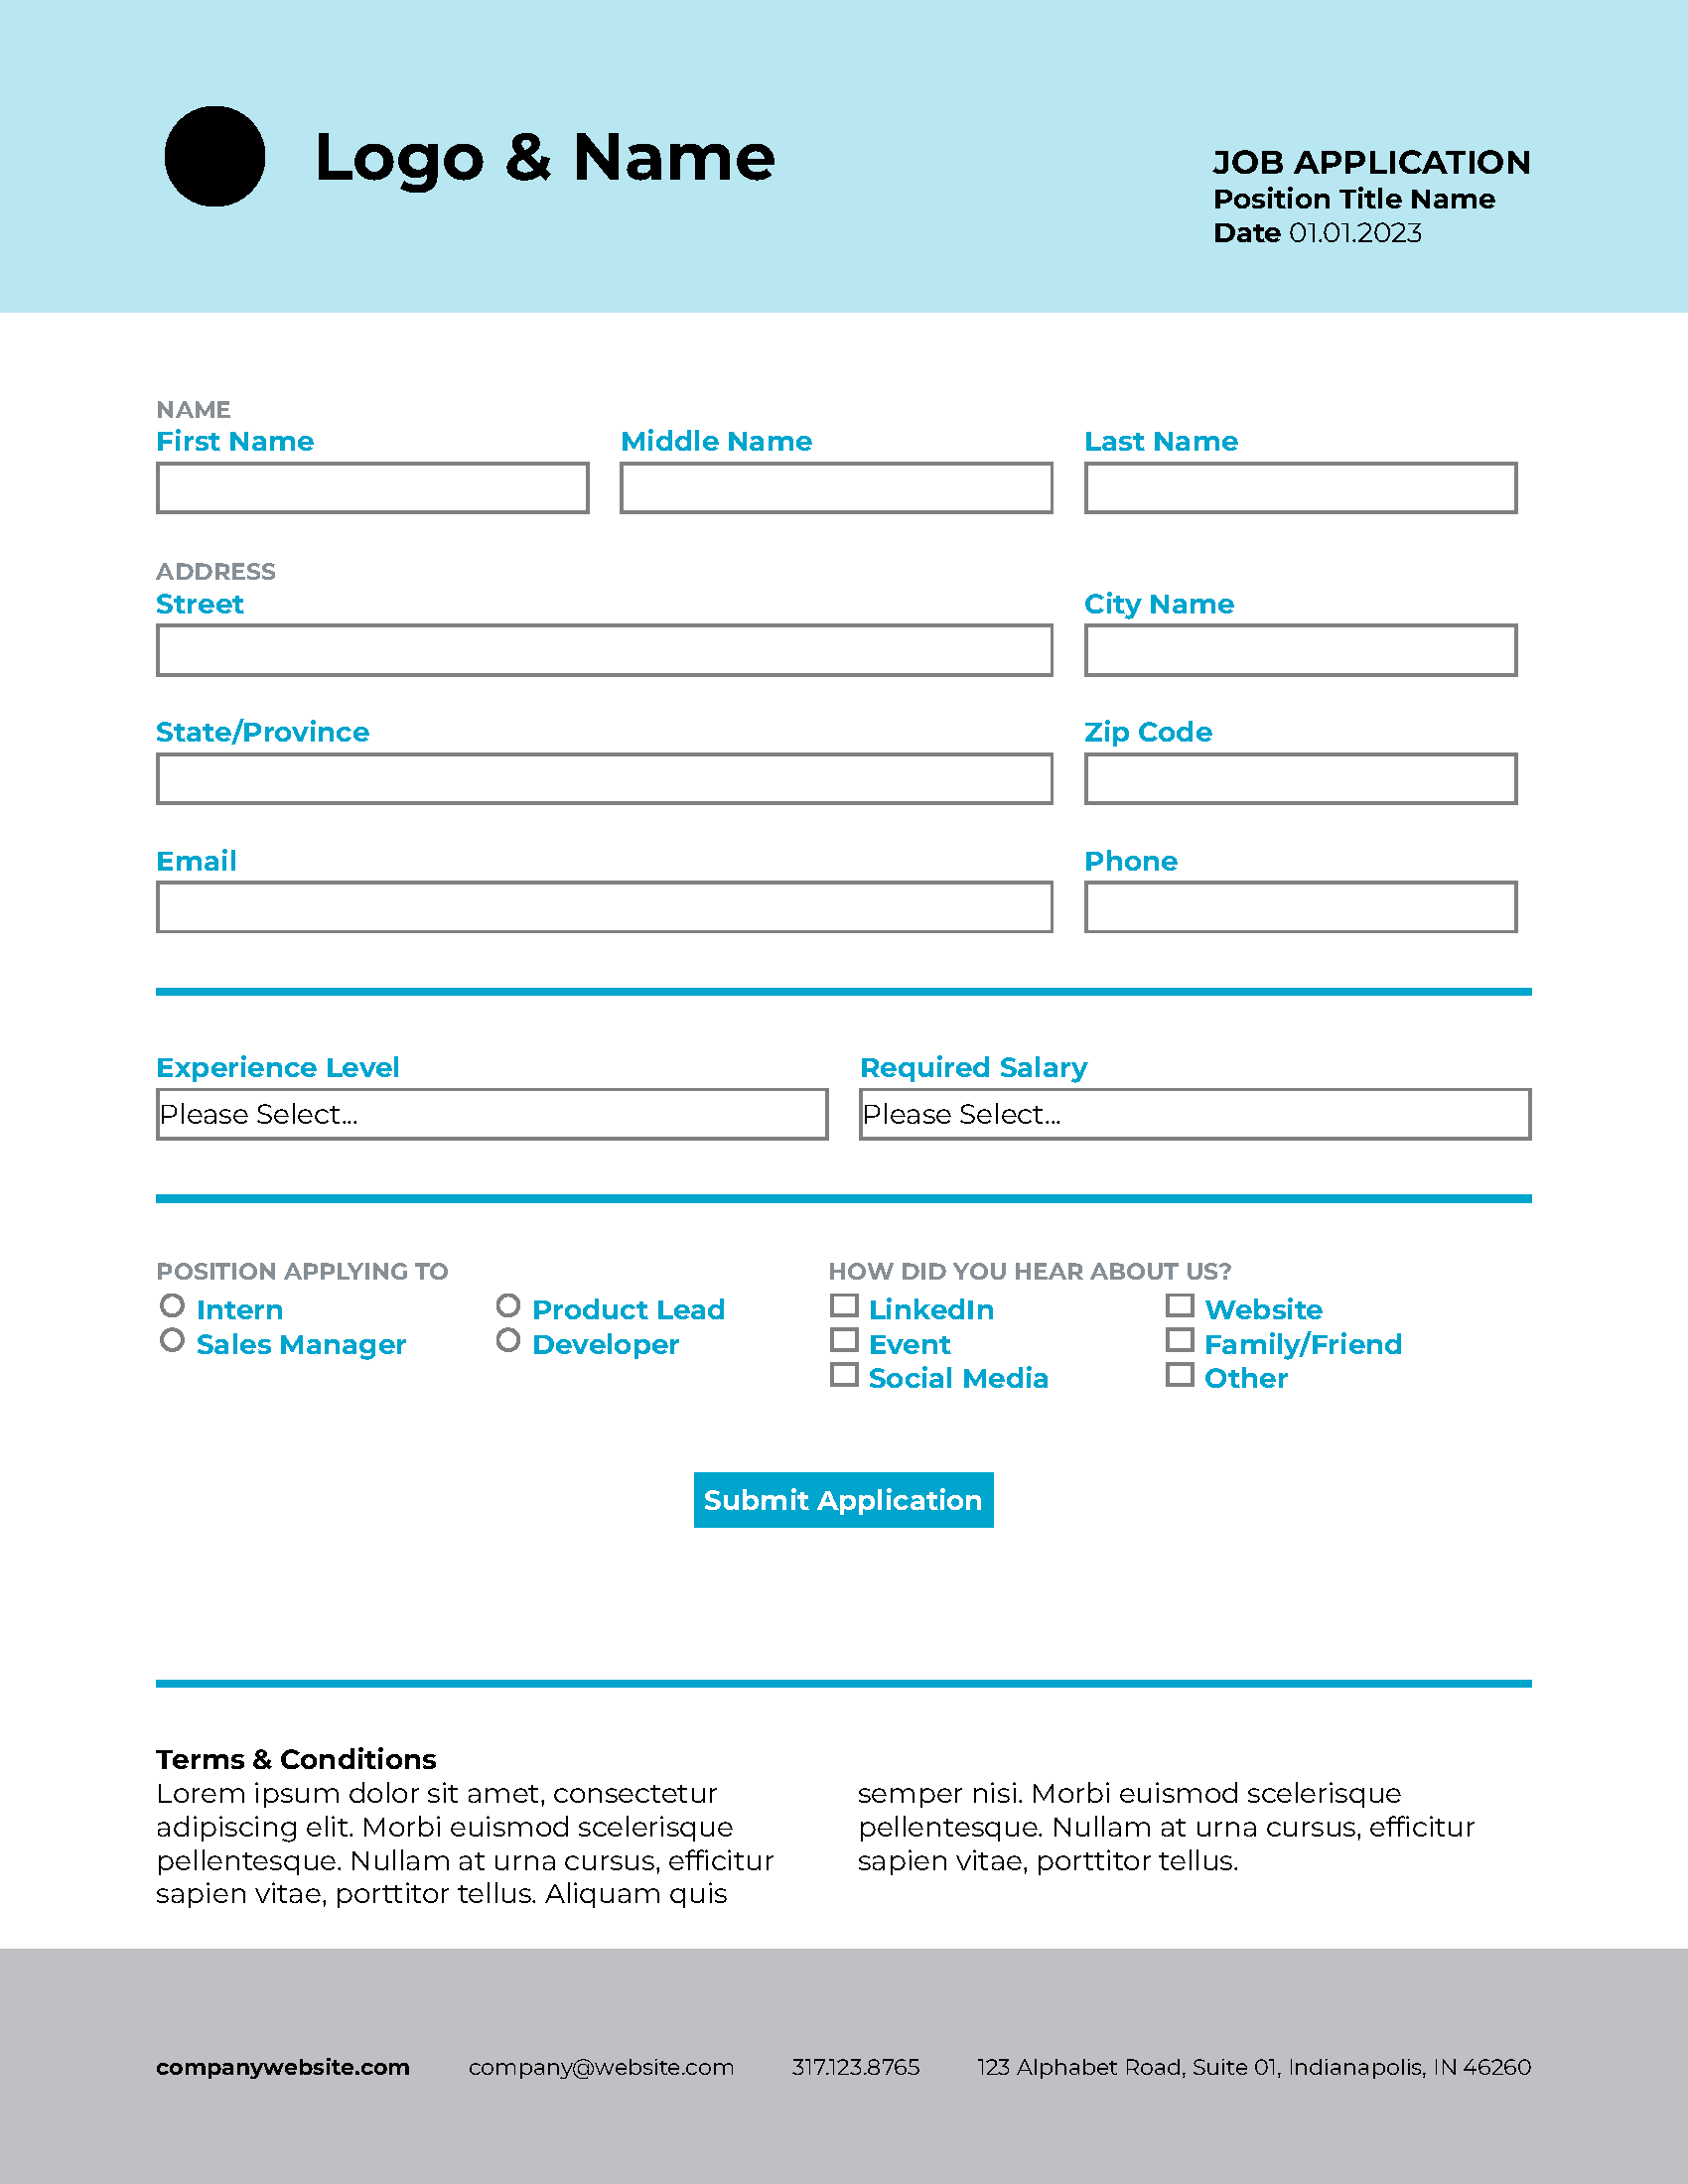 Logo & Name
JOB APPLICATION
Position Title Name
Date 01.01.2023
NAME
First Name
Middle Name
Last Name
ADDRESS
Street
City Name
State/Province
Zip Code
Email
Phone
Experience Level
Required Salary
Please Select...
Please Select...
POSITION APPLYING TO
Intern
Product Lead
Sales Manager
Developer
HOW DID YOU HEAR ABOUT US?
LinkedIn
Website
Event
Family/Friend
Social Media
Other
Submit Application
Terms & Conditions
Lorem ipsum dolor sit amet, consectetur
adipiscing elit. Morbi euismod scelerisque
pellentesque. Nullam at urna cursus, efficitur
sapien vitae, porttitor tellus. Aliquam quis
semper nisi. Morbi euismod scelerisque
pellentesque. Nullam at urna cursus, efficitur
sapien vitae, porttitor tellus.
companywebsite.com company@website.com 317.123.8765 123 Alphabet Road, Suite 01, Indianapolis, IN 46260